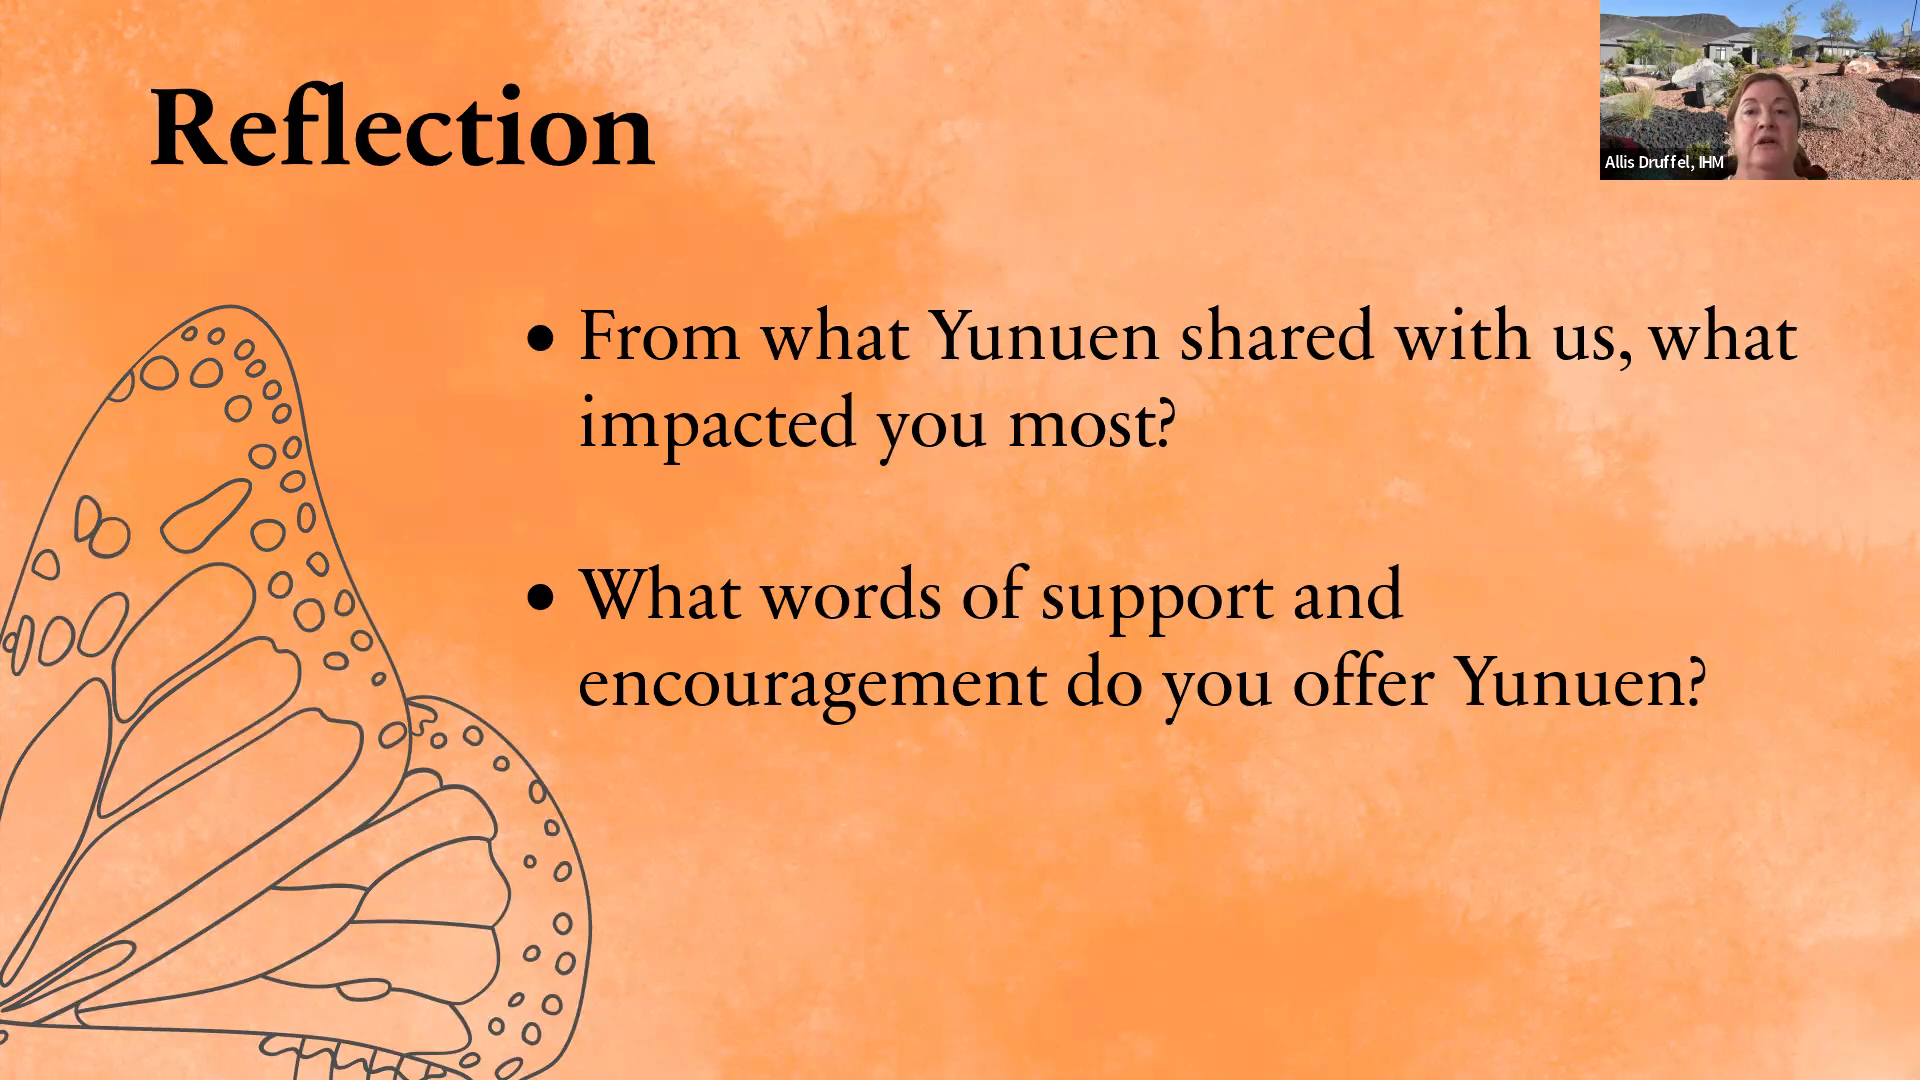 Reflection
Allis Druffel, IHM
• From what Yunuen shared with us, what
impacted you most?
• What words of support and
encouragement do you offer Yunuen?